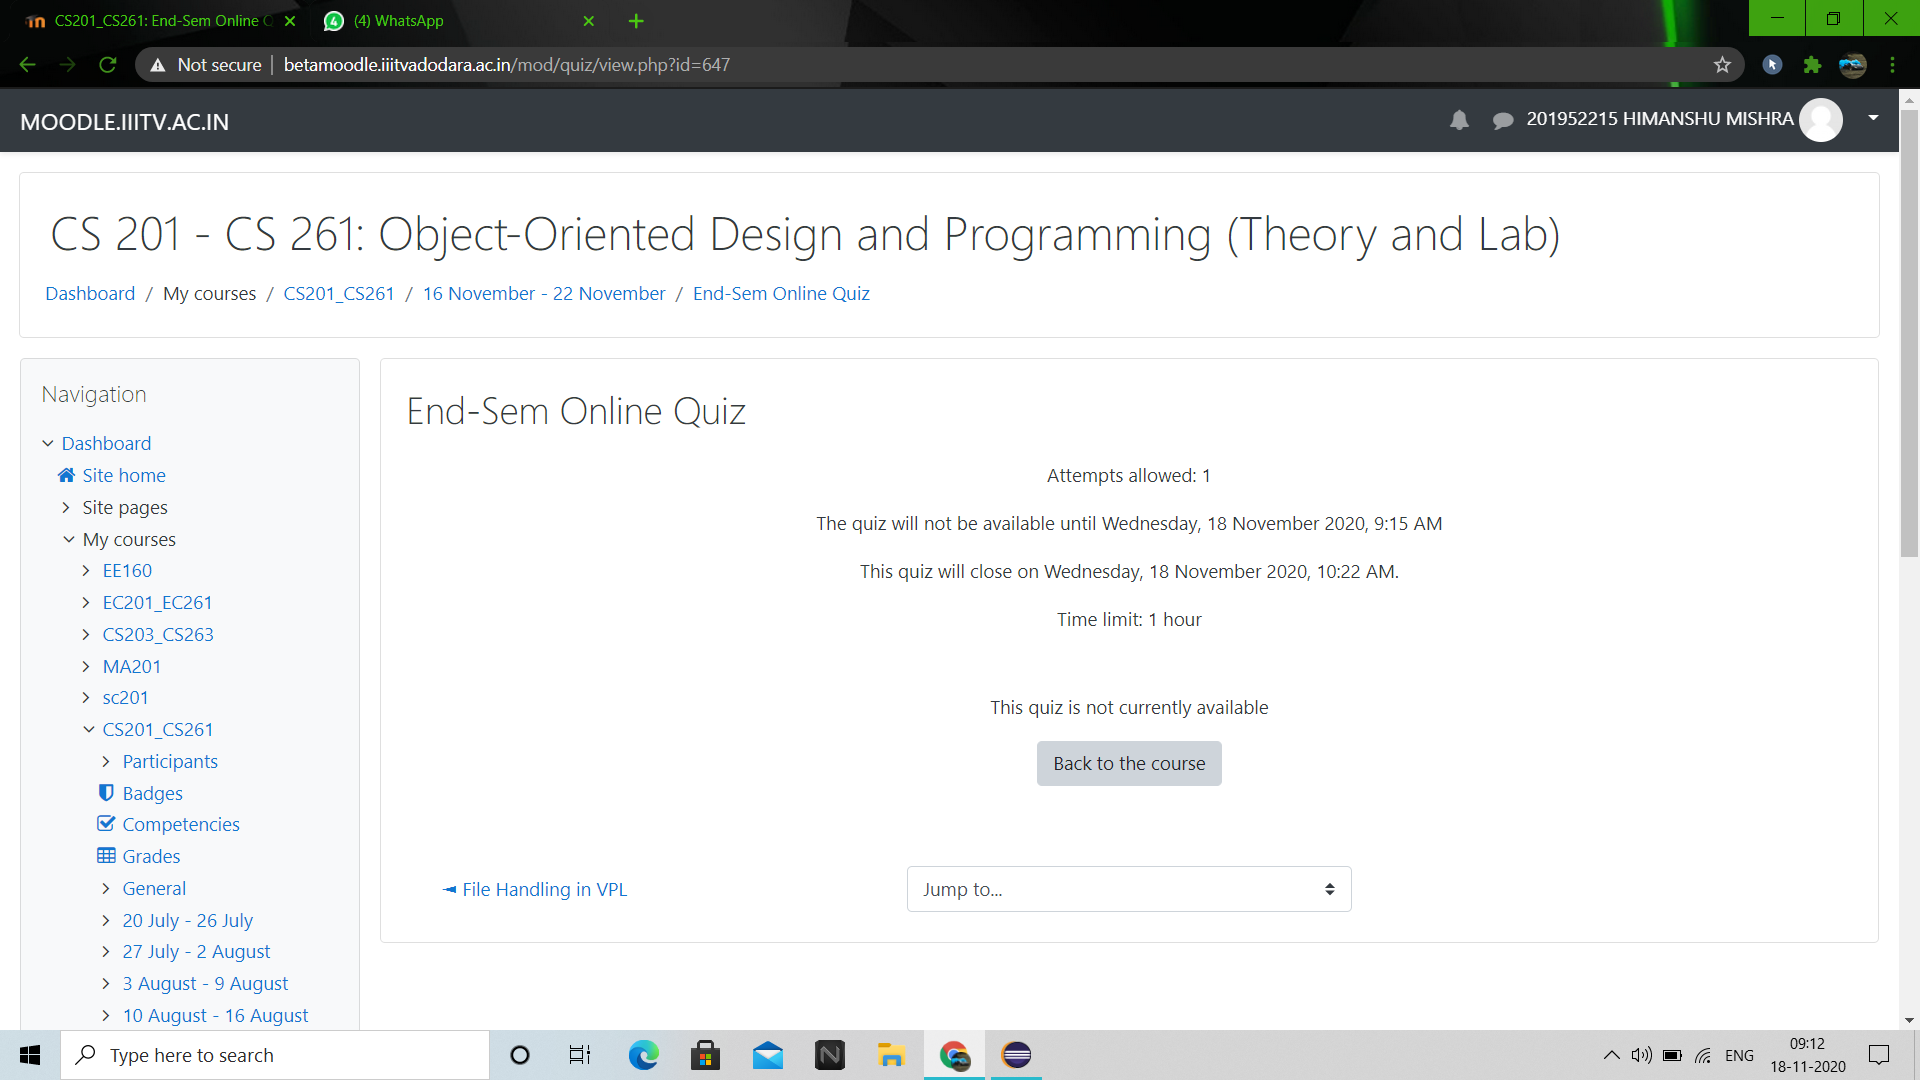 CS201_CS261: End-Sem Online Q
(4) WhatsApp
Not secure | betamoodle.iiitvadodara.ac.in/mod/quiz/view.php?id=647
MOODLE.IIITV.AC.IN
201952215 HIMANSHU MISHRA
CS 201 - CS 261: Object-Oriented Design and Programming (Theory and Lab)
Dashboard / My courses / CS201_CS261 / 16 November - 22 November / End-Sem Online Quiz
Navigation
Dashboard
Site home
Site pages
My courses
EE160
EC201_EC261
CS203_CS263
MA201
sc201
CS201_CS261
Participants
Badges
Competencies
Grades
General
20 July - 26 July
27 July - 2 August
3 August - 9 August
10 August - 16 August
End-Sem Online Quiz
Attempts allowed: 1
The quiz will not be available until Wednesday, 18 November 2020, 9:15 AM
This quiz will close on Wednesday, 18 November 2020, 10:22 AM.
Time limit: 1 hour
This quiz is not currently available
Back to the course
◄ File Handling in VPL
Jump to...
Type here to search
ENG
09:12
18-11-2020